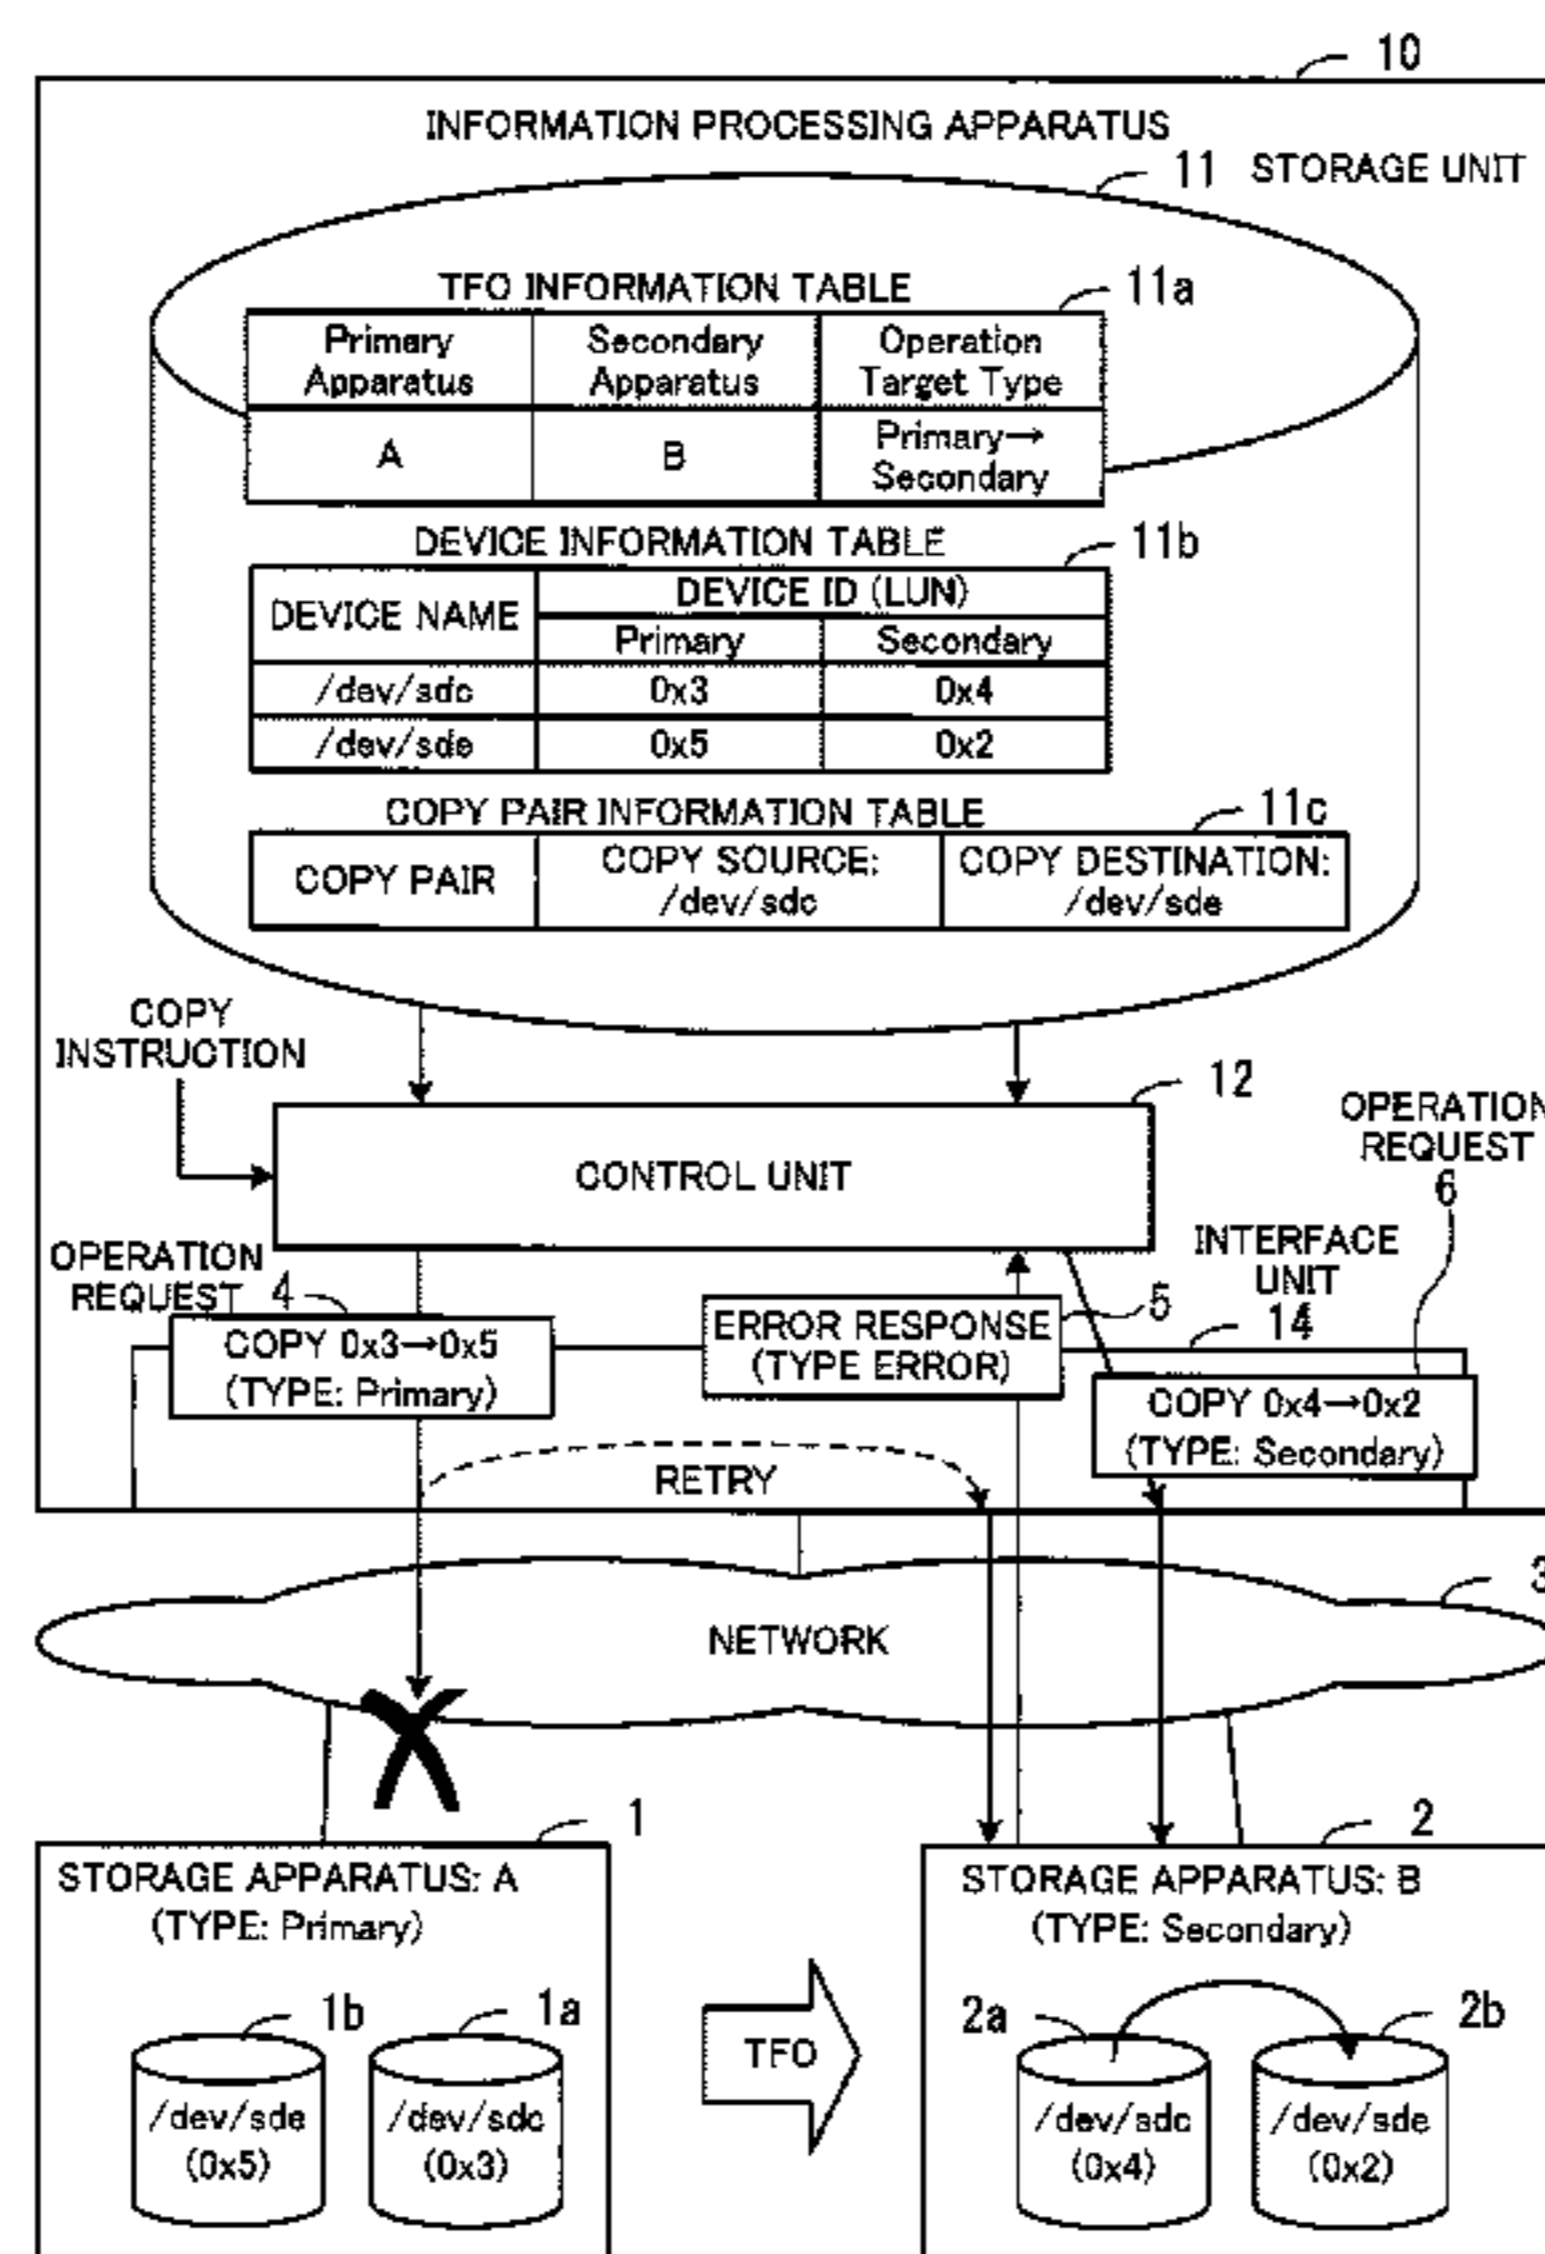 10
INFORMATION PROCESSING APPARATUS
11 STORAGE UNIT
TFO INFORMATION TABLE
11a
Primary Apparatus
Secondary Apparatus
Operation Target Type
A
B
Primary→
Secondary
DEVICE INFORMATION TABLE
11b
DEVICE NAME
DEVICE ID (LUN)
Primary
Secondary
/dev/sdc 0x3 0x4
/dev/sde 0x5 0x2
COPY PAIR INFORMATION TABLE
11c
COPY PAIR
COPY SOURCE:
/dev/sdc
COPY DESTINATION:
/dev/sde
COPY
INSTRUCTION
12
CONTROL UNIT
OPERATION
REQUEST
6
INTERFACE
UNIT
14
OPERATION
REQUEST 4
COPY 0x3→0x5
(TYPE: Primary)
ERROR RESPONSE
(TYPE ERROR)
5
COPY 0x4→0x2
(TYPE: Secondary)
RETRY
3
NETWORK
1
STORAGE APPARATUS: A
(TYPE: Primary)
2
STORAGE APPARATUS: B
(TYPE: Secondary)
1b
/dev/sde
(0x5)
1a
/dev/sdc
(0x3)
TFO
2a
/dev/sdc
(0x4)
2b
/dev/sde
(0x2)